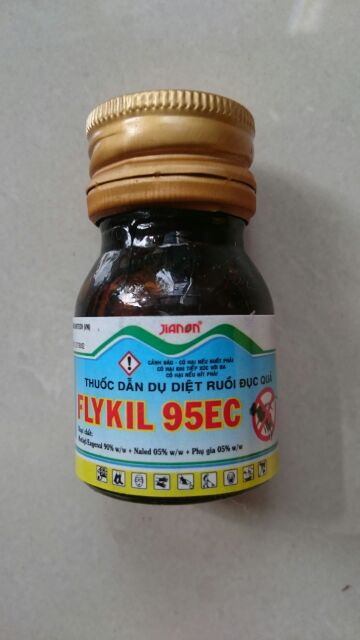 JIANON®
CẢNH BÁO - CÓ HẠI NẾU NUỐT PHẢI
CÓ HẠI KHI TIẾP XÚC VỚI DA
CÓ HẠI NẾU HÍT PHẢI
THUỐC DẪN DỤ DIỆT RUỒI ĐỤC QUẢ
FLYKIL 95EC
Hoạt chất:
Methyl Eugenol 90% w/w + Naled 05% w/w + Phụ gia 05% w/w